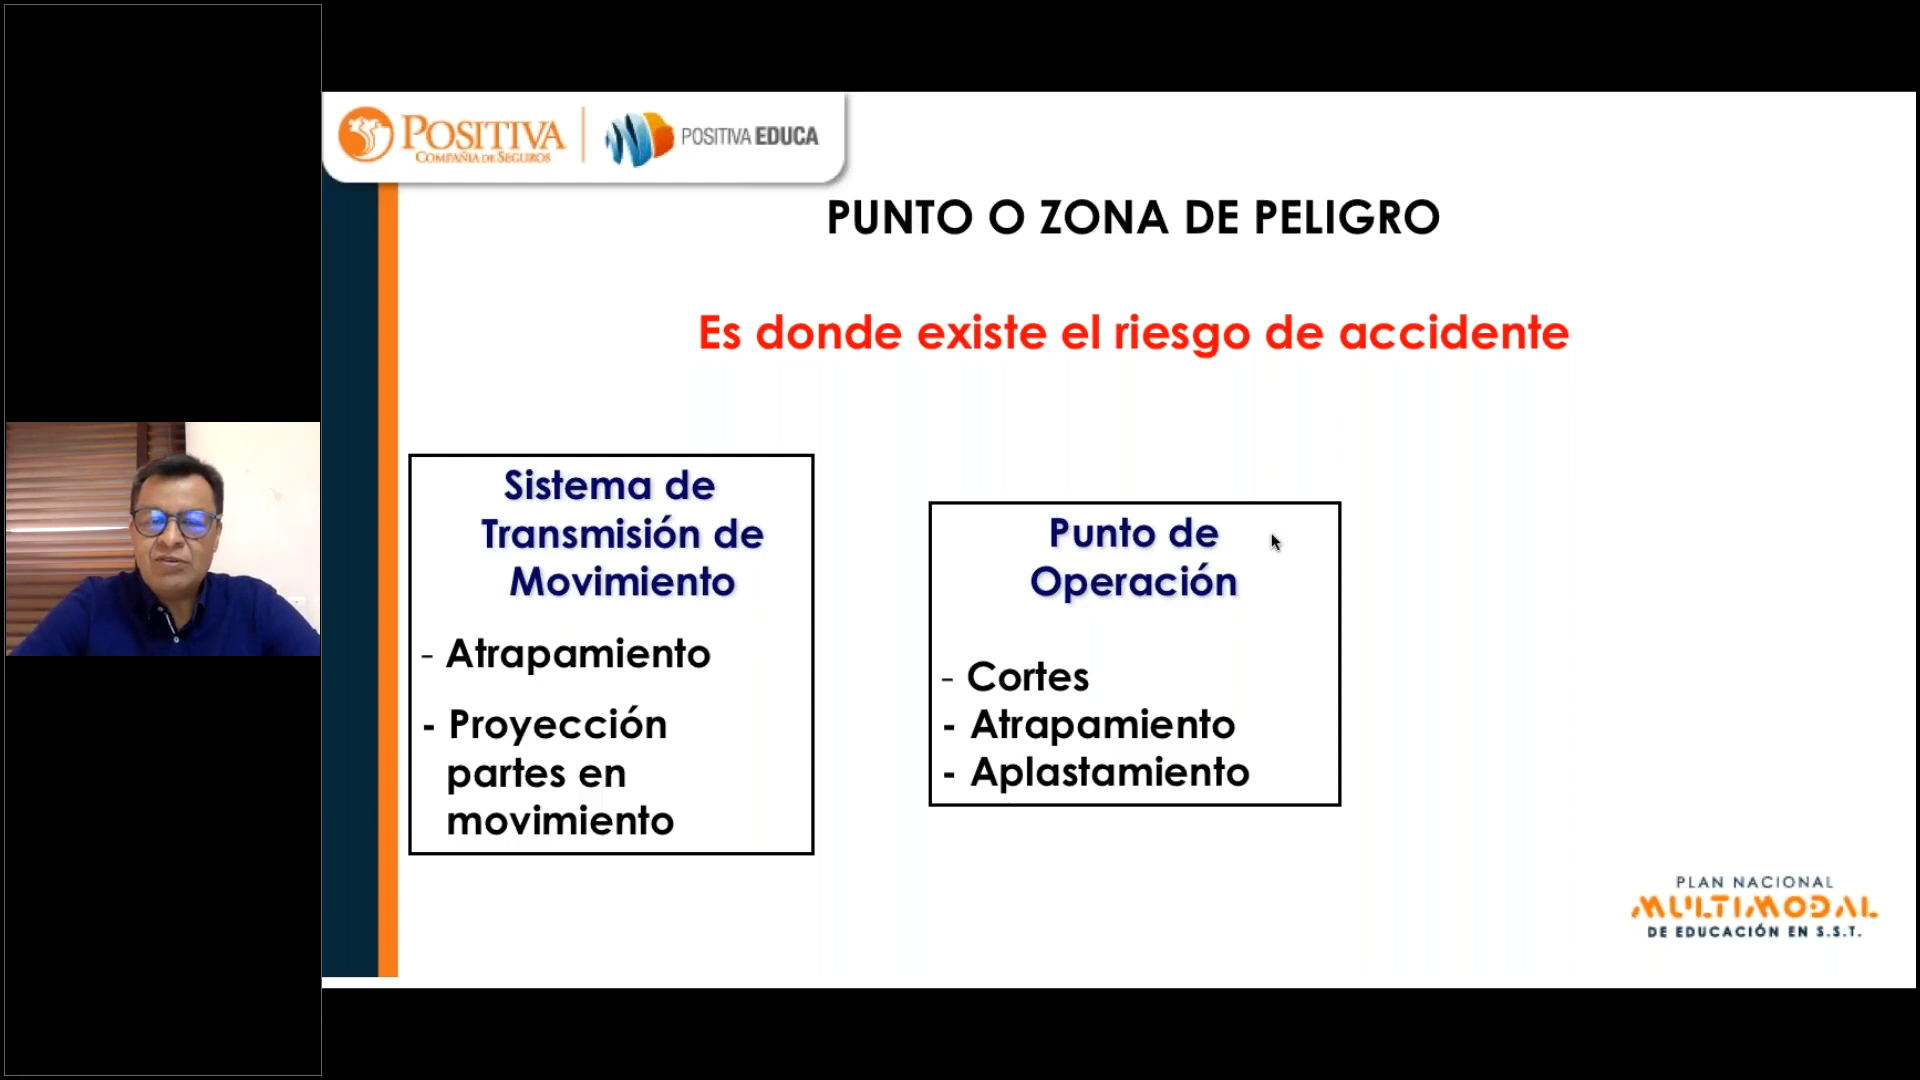 POSITIVA
COMPAÑIA DE SEGUROS
POSITIVA EDUCA
PUNTO O ZONA DE PELIGRO
Es donde existe el riesgo de accidente
Sistema de
Transmisión de
Movimiento
- Atrapamiento
- Proyección
partes en
movimiento
Punto de
Operación
- Cortes
- Atrapamiento
- Aplastamiento
PLAN NACIONAL
MULTIMODAL
DE EDUCACIÓN EN S.S.T.